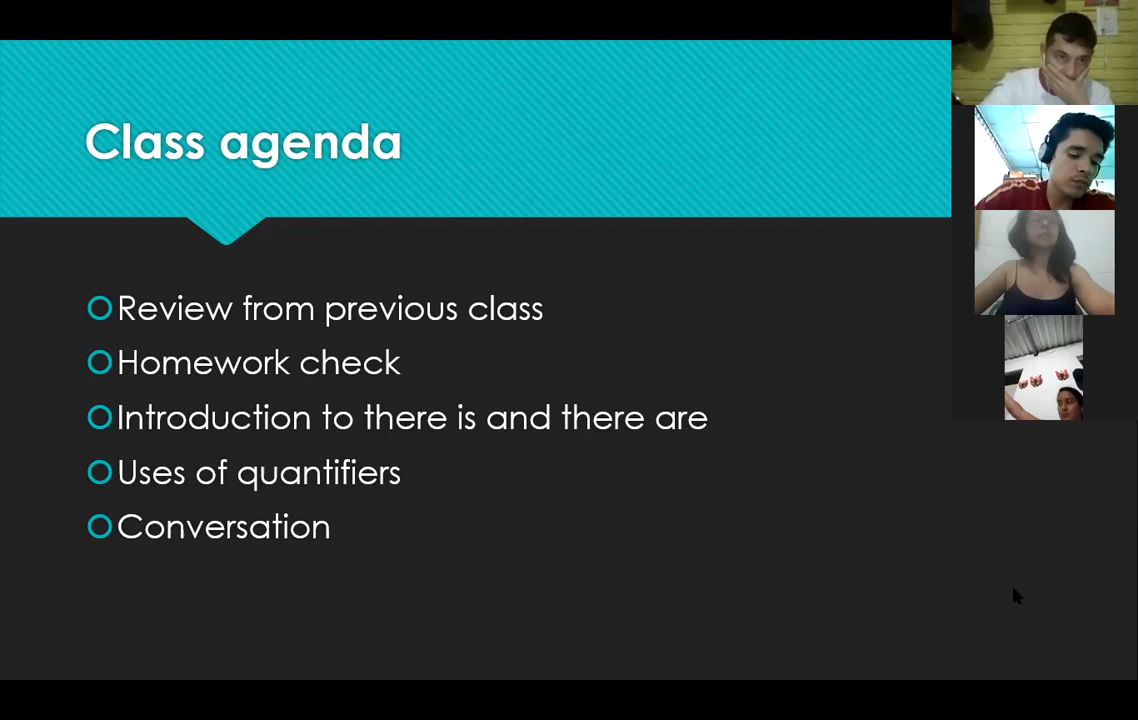 Class agenda
Review from previous class
Homework check
Introduction to there is and there are
Uses of quantifiers
Conversation